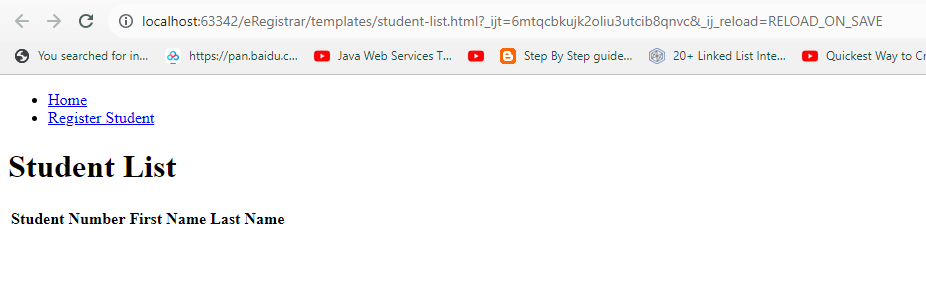 localhost:63342/eRegistrar/templates/student-list.html?_ijt=6mtqcbkujk2oliu3utcib8qnvc&_ij_reload=RELOAD_ON_SAVE
You searched for in... https://pan.baidu.c... Java Web Services T... Step By Step guide... 20+ Linked List Inte... Quickest Way to Cr
Home
Register Student
Student List
Student Number First Name Last Name